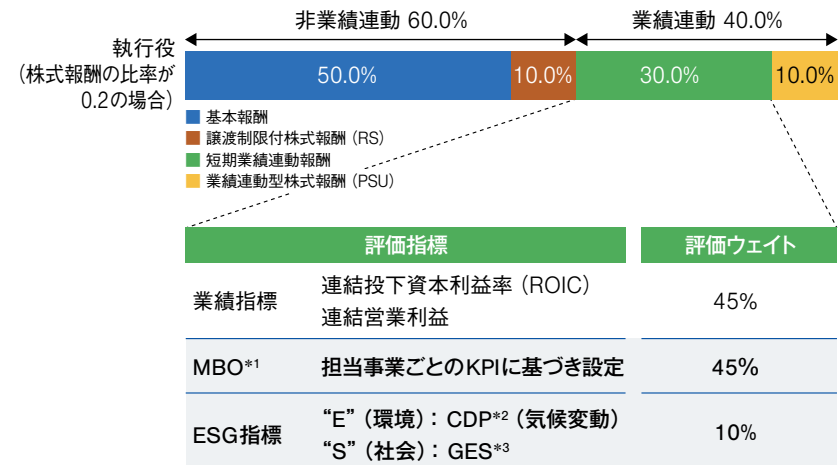 非業績連動 60.0% 業績連動 40.0%
執行役
(株式報酬の比率が
0.2の場合)
50.0% 10.0% 30.0% 10.0%
基本報酬
譲渡制限付株式報酬 (RS)
短期業績連動報酬
業績連動型株式報酬 (PSU)
評価指標 評価ウェイト
業績指標 連結投下資本利益率 (ROIC) 45%
連結営業利益
MBO*1 担当事業ごとのKPIに基づき設定 45%
ESG指標 “E” (環境) : CDP*2 (気候変動) 10%
“S” (社会) : GES*3